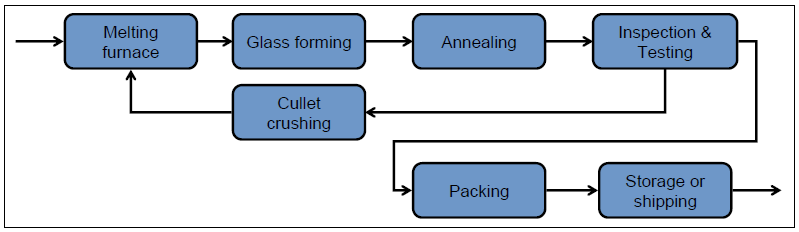 Melting
furnace
Glass forming
Annealing
Inspection &
Testing
Cullet
crushing
Packing
Storage or
shipping